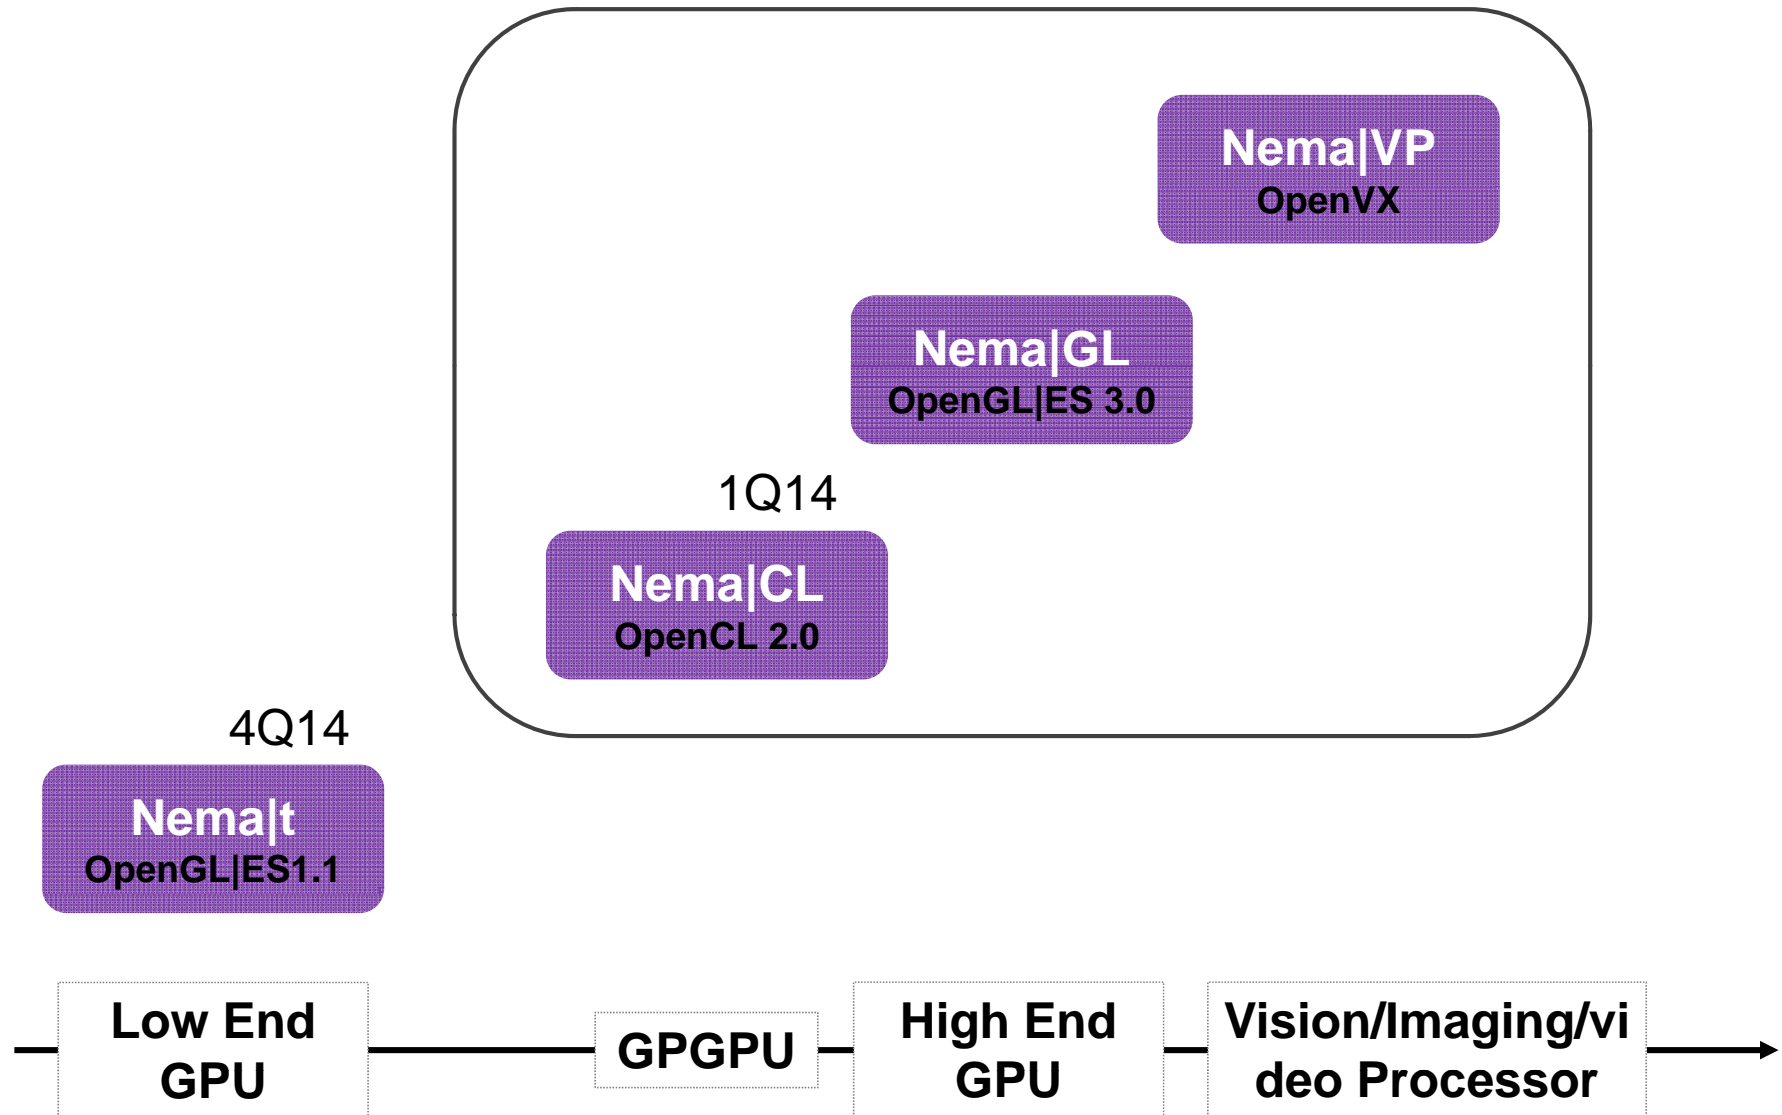 Nema|VP
OpenVX
Nema|GL
OpenGL|ES 3.0
1Q14
Nema|CL
OpenCL 2.0
4Q14
Nema|t
OpenGL|ES1.1
Low End
GPU
GPGPU
High End
GPU
Vision/Imaging/vi
deo Processor